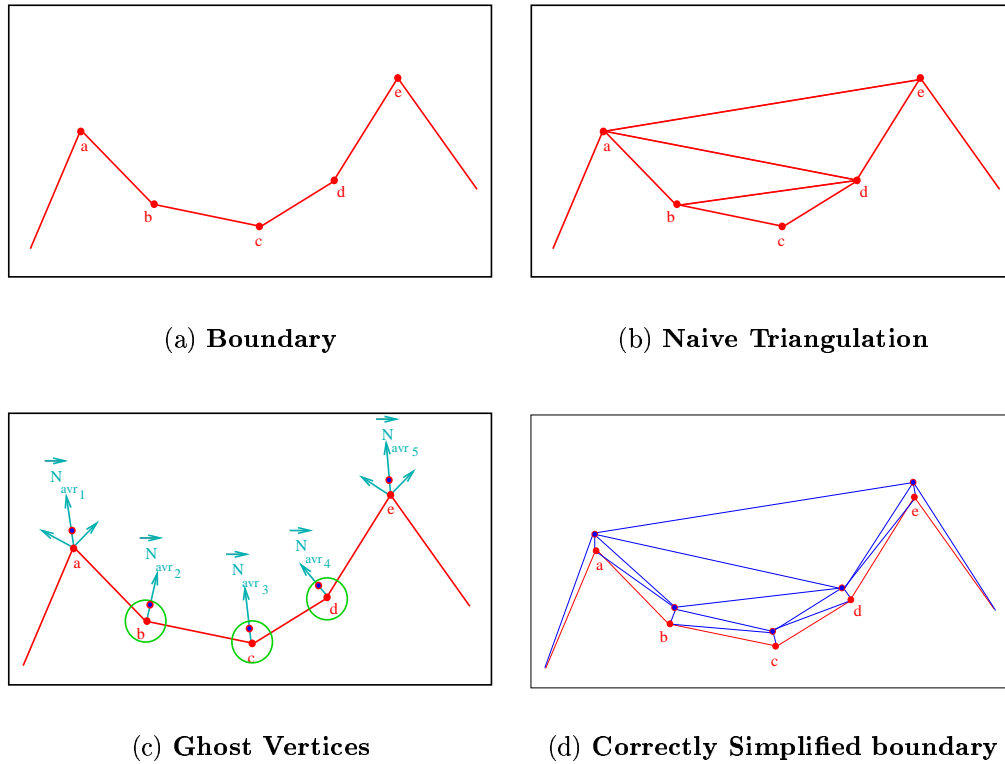 e
a
d
b
c
e
a
d
b
c
(a) Boundary
(b) Naive Triangulation
N avr 5
N avr 1
N avr 2
N avr 3
N avr 4
e
a
d
b
c
e
a
d
b
c
(c) Ghost Vertices
(d) Correctly Simplified boundary